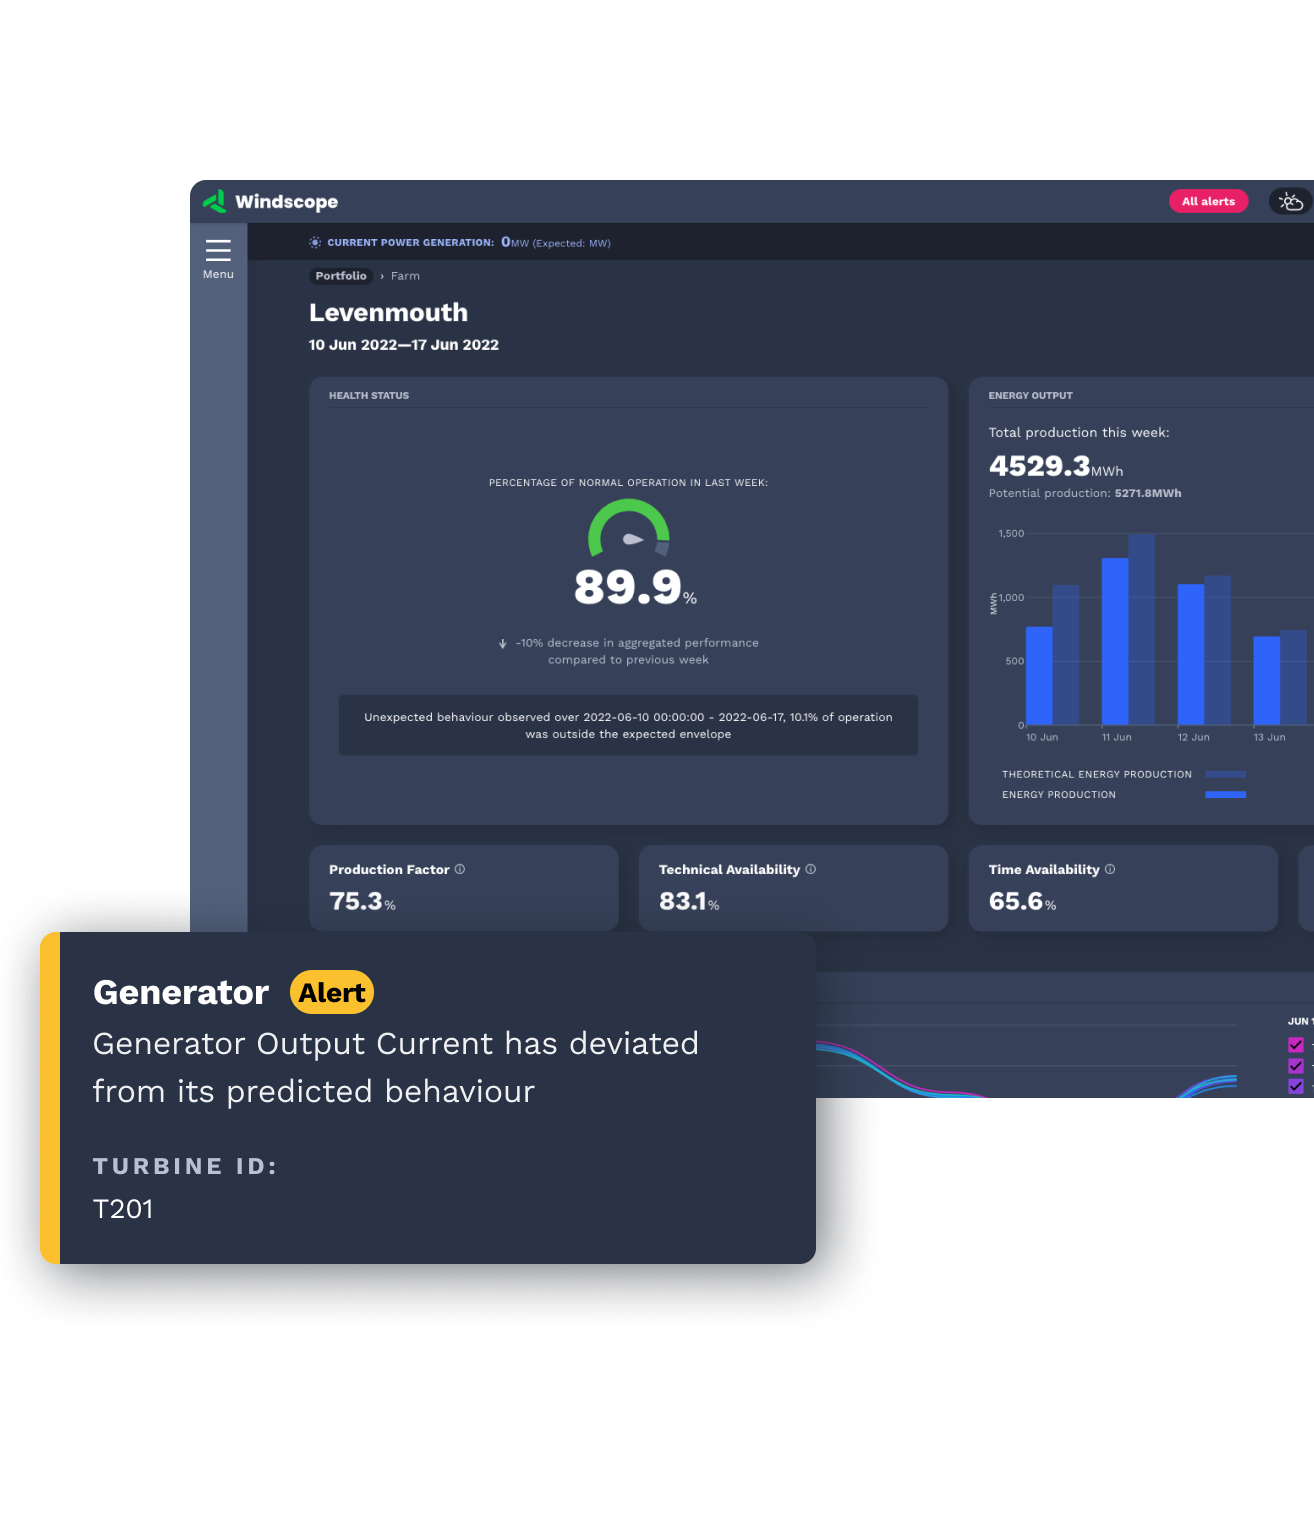 Windscope
All alerts
Menu
CURRENT POWER GENERATION: 0MW (Expected: MW)
Portfolio › Farm
Levenmouth
10 Jun 2022—17 Jun 2022
HEALTH STATUS
PERCENTAGE OF NORMAL OPERATION IN LAST WEEK:
89.9%
-10% decrease in aggregated performance
compared to previous week
Unexpected behaviour observed over 2022-06-10 00:00:00 - 2022-06-17, 10.1% of operation
was outside the expected envelope
ENERGY OUTPUT
Total production this week:
4529.3MWh
Potential production: 5271.8MWh
1,500
1,000
500
0
MWh
10 Jun 11 Jun 12 Jun 13 Jun
THEORETICAL ENERGY PRODUCTION
ENERGY PRODUCTION
Production Factor
75.3%
Technical Availability
83.1%
Time Availability
65.6%
JUN
Generator Alert
Generator Output Current has deviated
from its predicted behaviour
TURBINE ID:
T201